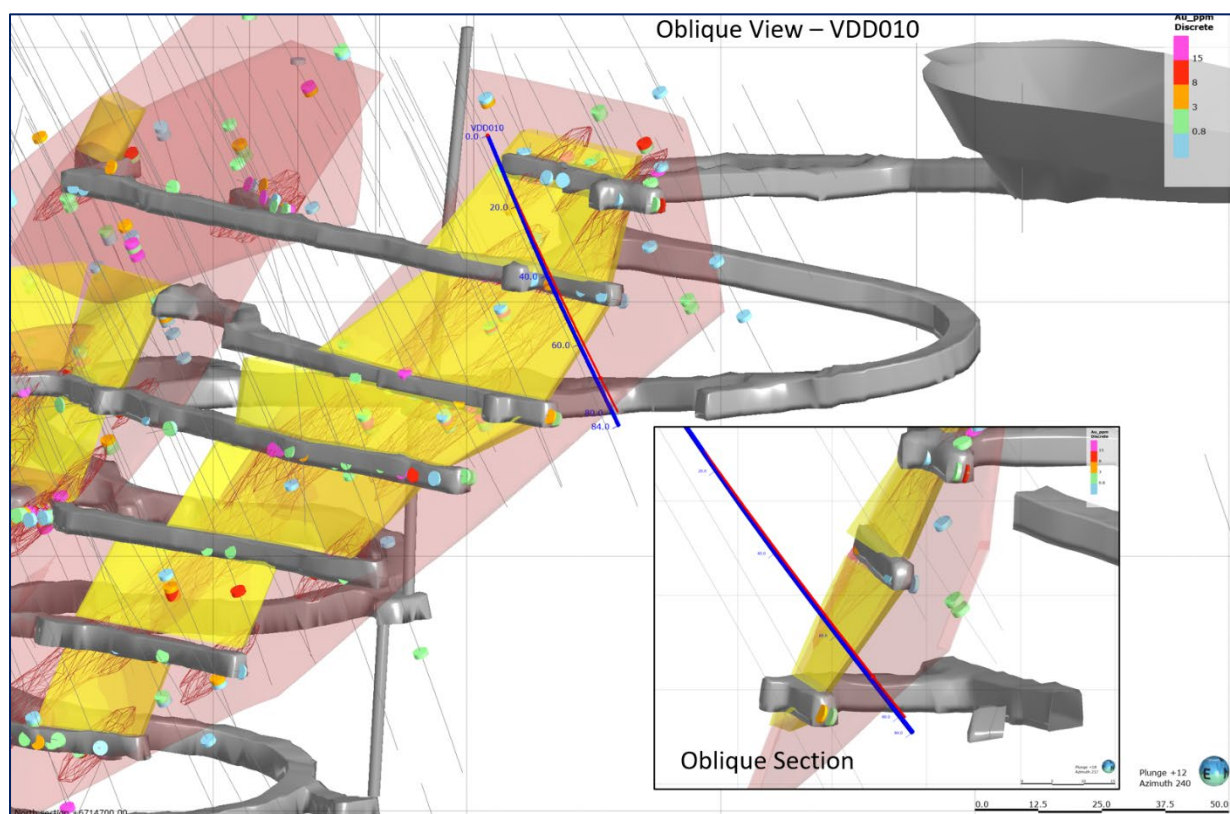 Oblique View – VDD010
Au_ppm
Discrete
15
8
3
0.8
VDD010
0.0
20.0
40.0
60.0
80.0
84.0
Au_ppm
Discrete
Oblique Section
Plunge +12
Azimuth 240
E N
0.0 12.5 25.0 37.5 50.0